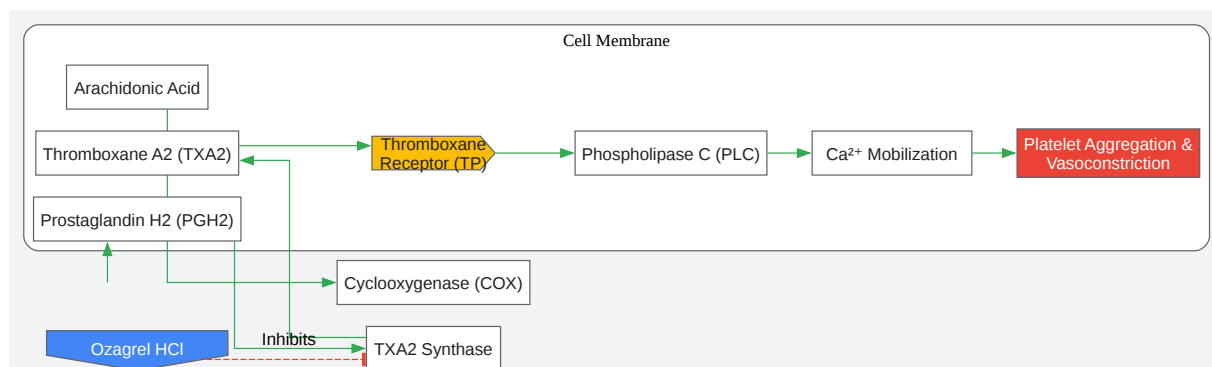 Cell Membrane
Arachidonic Acid
Thromboxane A2 (TXA2)
Thromboxane
Receptor (TP)
Phospholipase C (PLC)
Ca²⁺ Mobilization
Platelet Aggregation &
Vasoconstriction
Prostaglandin H2 (PGH2)
Cyclooxygenase (COX)
Inhibits
Ozagrel HCl
TXA2 Synthase